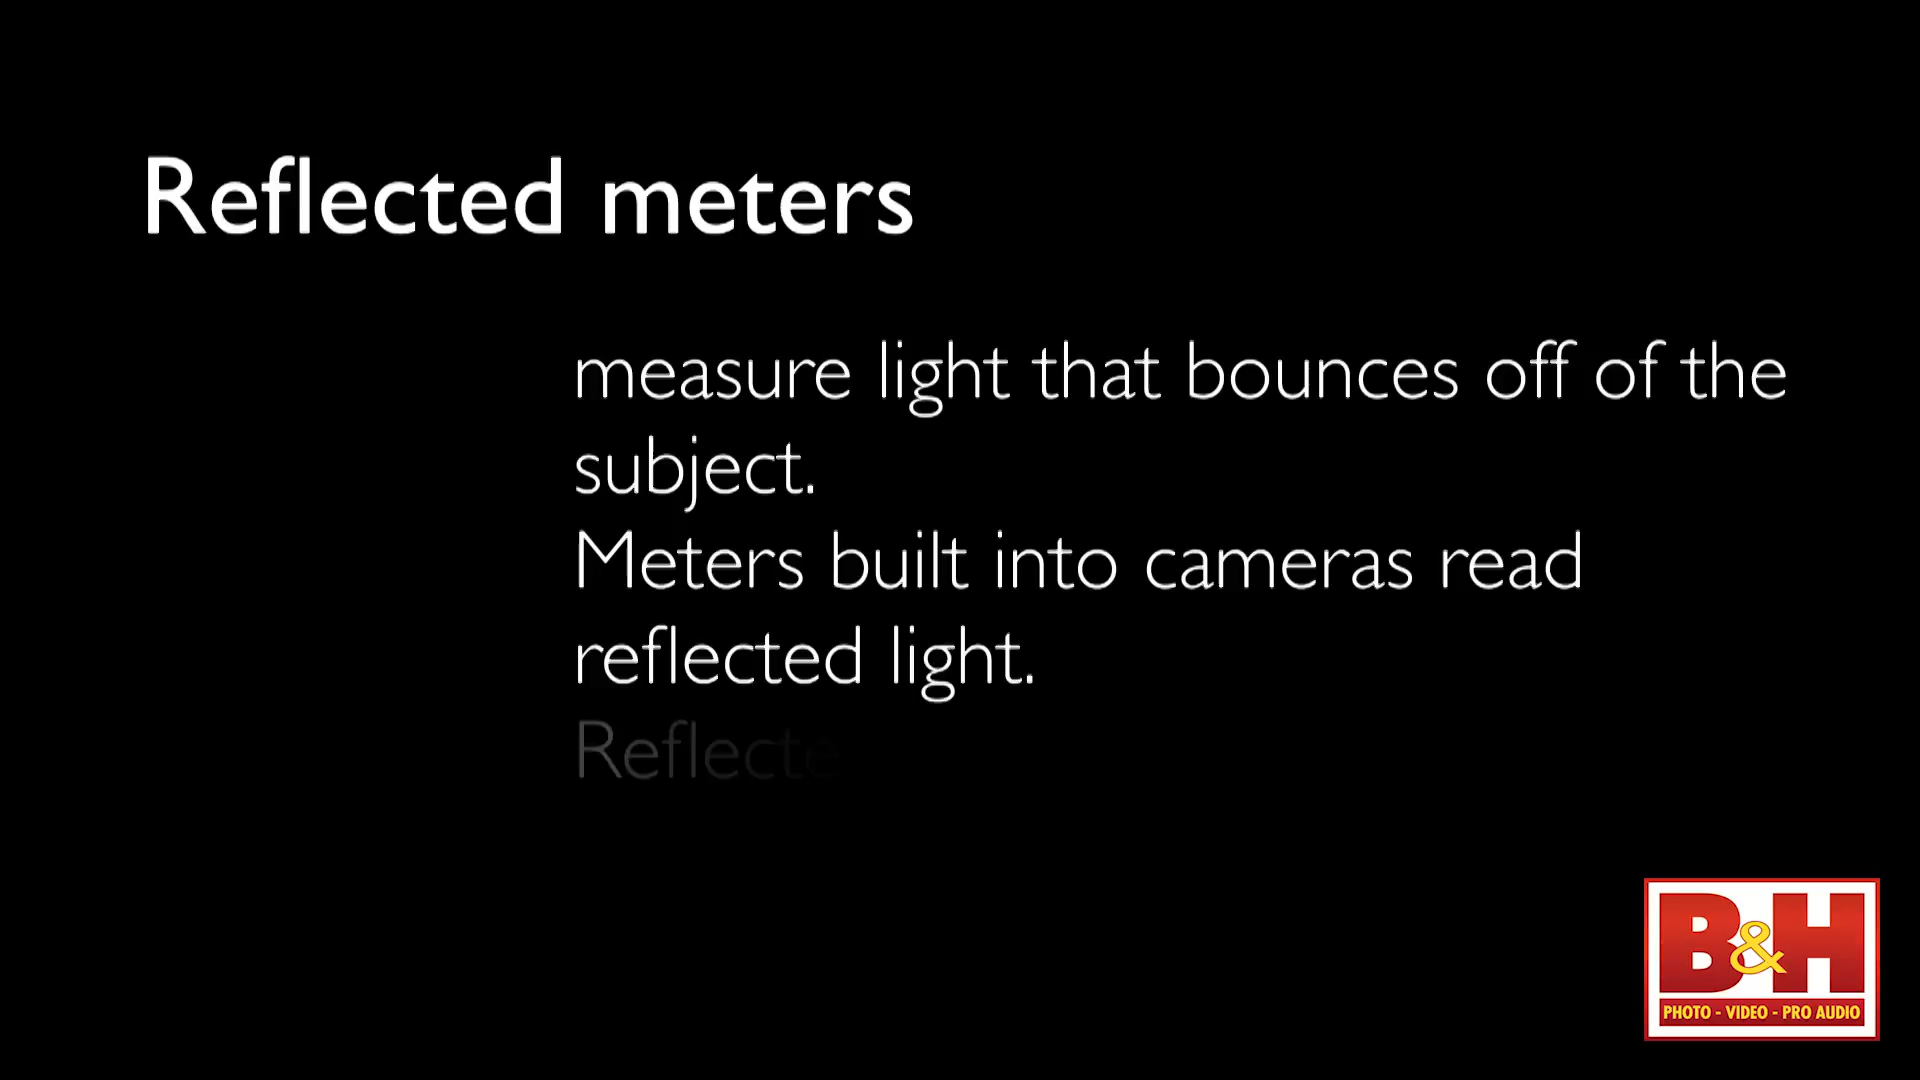 Reflected meters
measure light that bounces off of the
subject.
Meters built into cameras read
reflected light.
B&H
PHOTO - VIDEO - PRO AUDIO